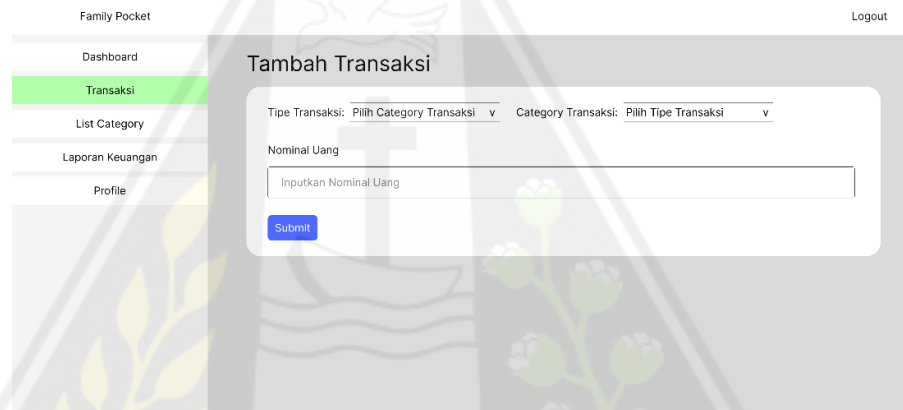 Family Pocket
Logout
Dashboard
Transaksi
List Category
Laporan Keuangan
Profile
Tambah Transaksi
Tipe Transaksi: Pilih Category Transaksi v Category Transaksi: Pilih Tipe Transaksi v
Nominal Uang
Inputkan Nominal Uang
Submit